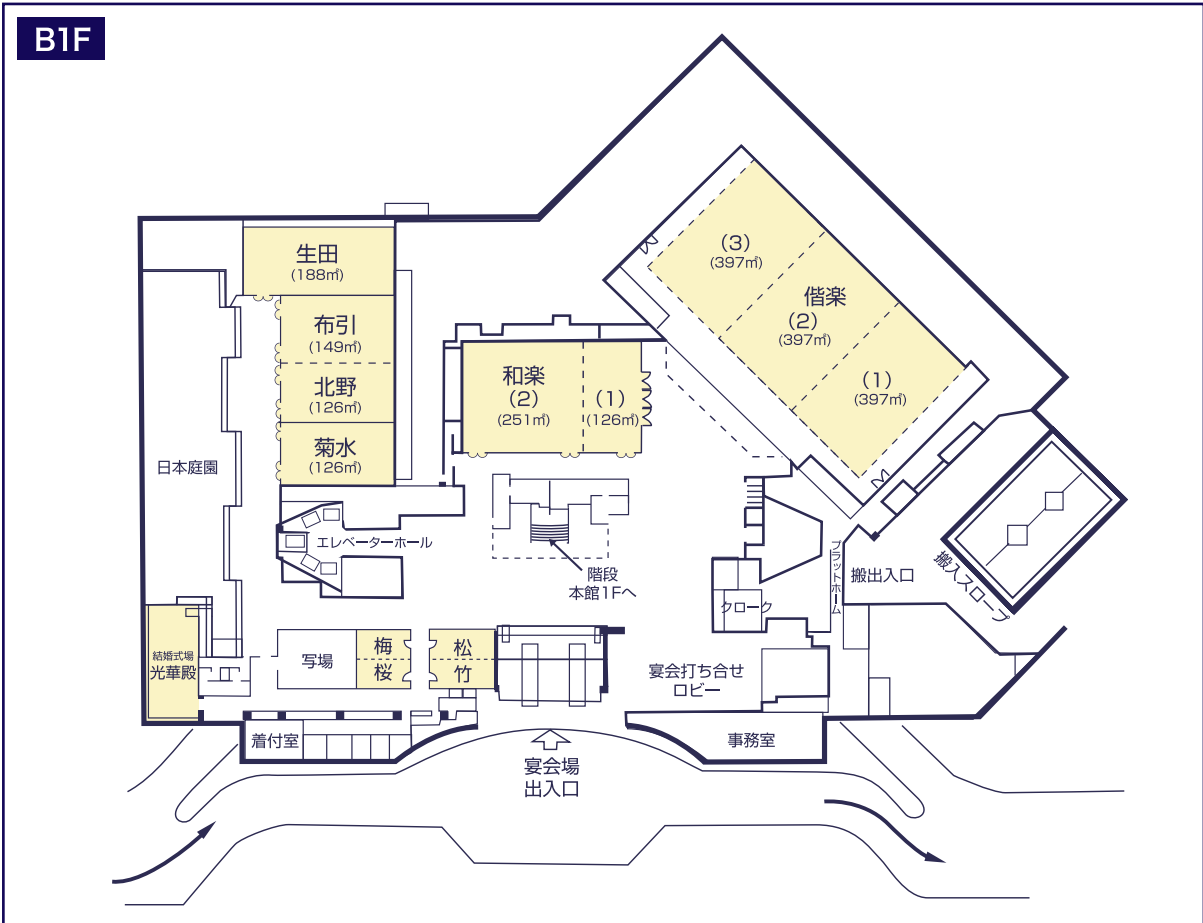 B1F
生田
(188㎡)
布引
(149㎡)
北野
(126㎡)
菊水
(126㎡)
日本庭園
エレベーターホール
和楽
(2)
(251㎡)
(1)
(126㎡)
(3)
(397㎡)
偕楽
(2)
(397㎡)
(1)
(397㎡)
階段
本館1Fへ
クローク
プラットホーム
搬出入口
搬入スロープ
結婚式場
光華殿
写場
梅
桜
松
竹
宴会打ち合せ
ロビー
着付室
事務室
宴会場
出入口